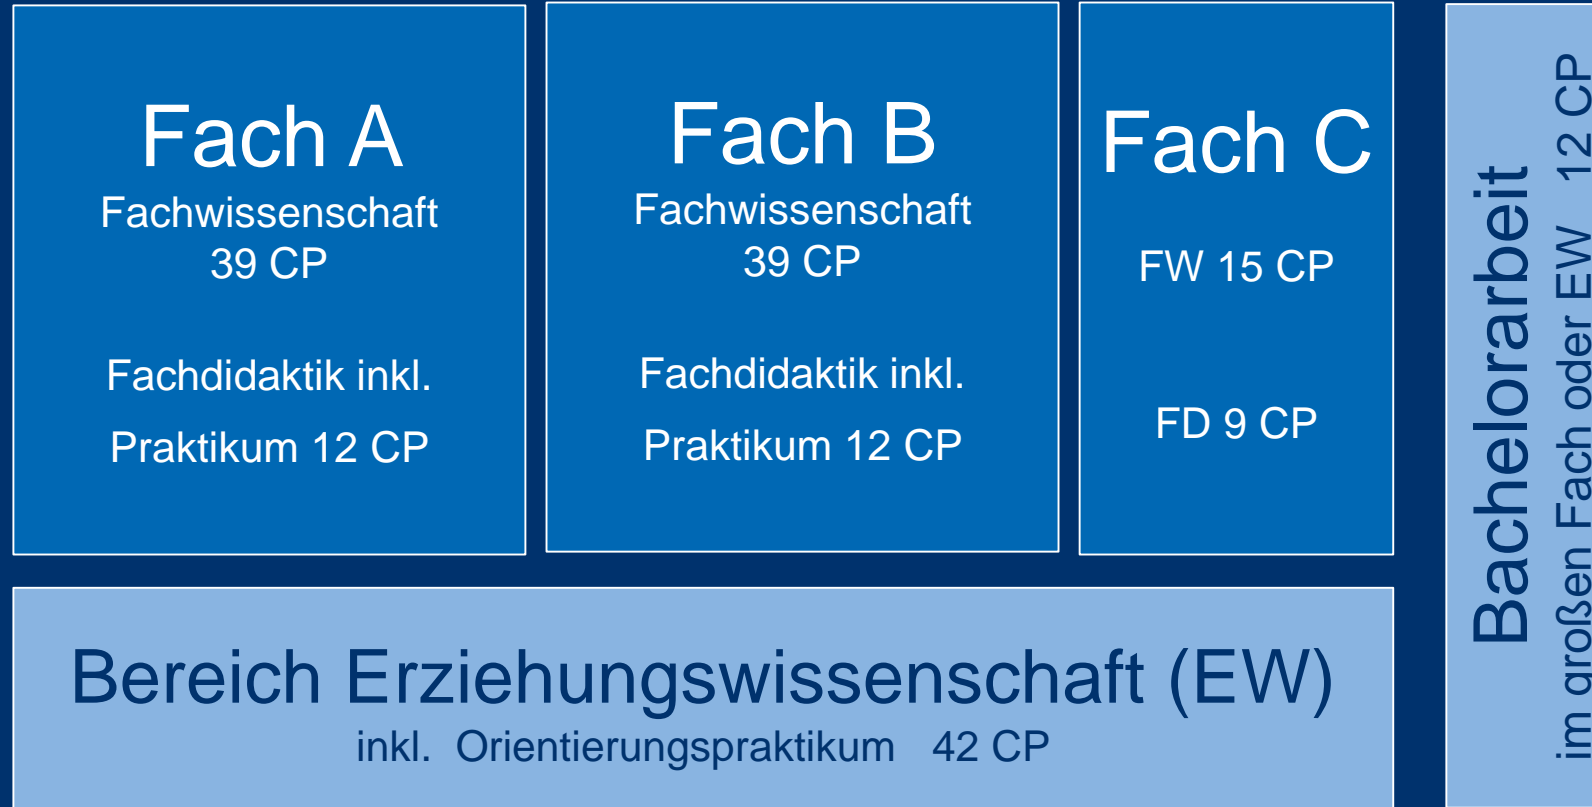 Fach A
Fachwissenschaft
39 CP
Fachdidaktik inkl.
Praktikum 12 CP
Fach B
Fachwissenschaft
39 CP
Fachdidaktik inkl.
Praktikum 12 CP
Fach C
FW 15 CP
FD 9 CP
Bachelorarbeit
im großen Fach oder EW 12 CP
Bereich Erziehungswissenschaft (EW)
inkl. Orientierungspraktikum 42 CP